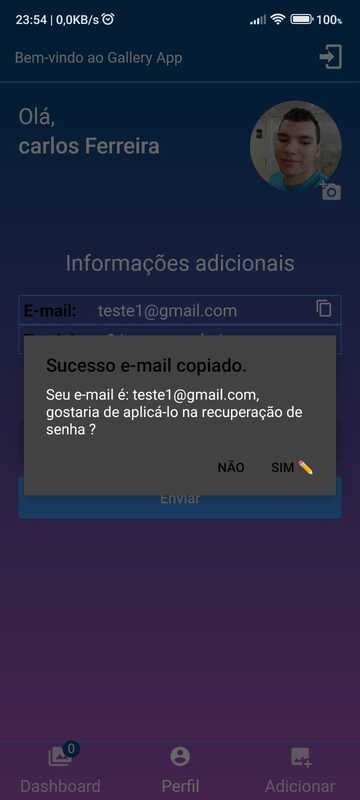 23:54 | 0,0KB/s
100%
Bem-vindo ao Gallery App
Olá,
carlos Ferreira
Informações adicionais
E-mail: teste1@gmail.com
Sucesso e-mail copiado.
Seu e-mail é: teste1@gmail.com,
gostaria de aplicá-lo na recuperação de
senha ?
NÃO SIM ✏️
Enviar
0
Dashboard Perfil Adicionar